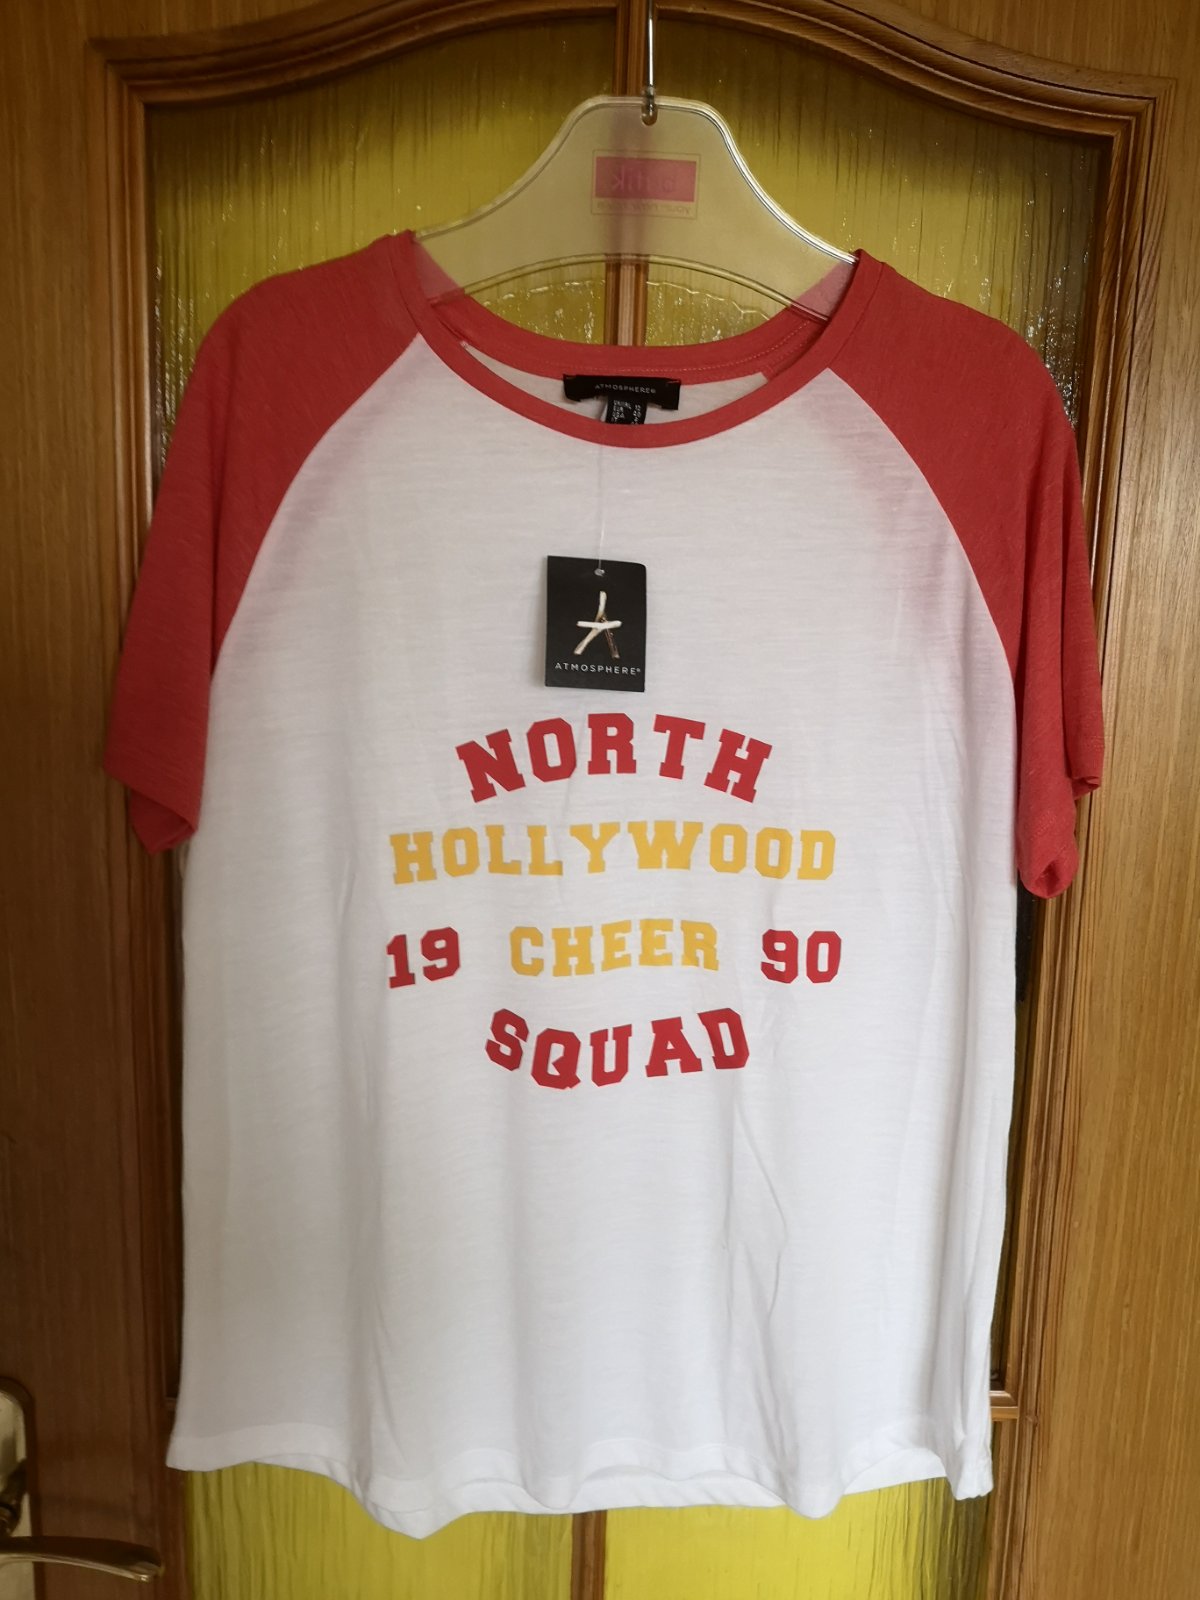 ATMOSPHERE®
ATMOSPHERE®
NORTH
HOLLYWOOD
19 CHEER 90
SQUAD